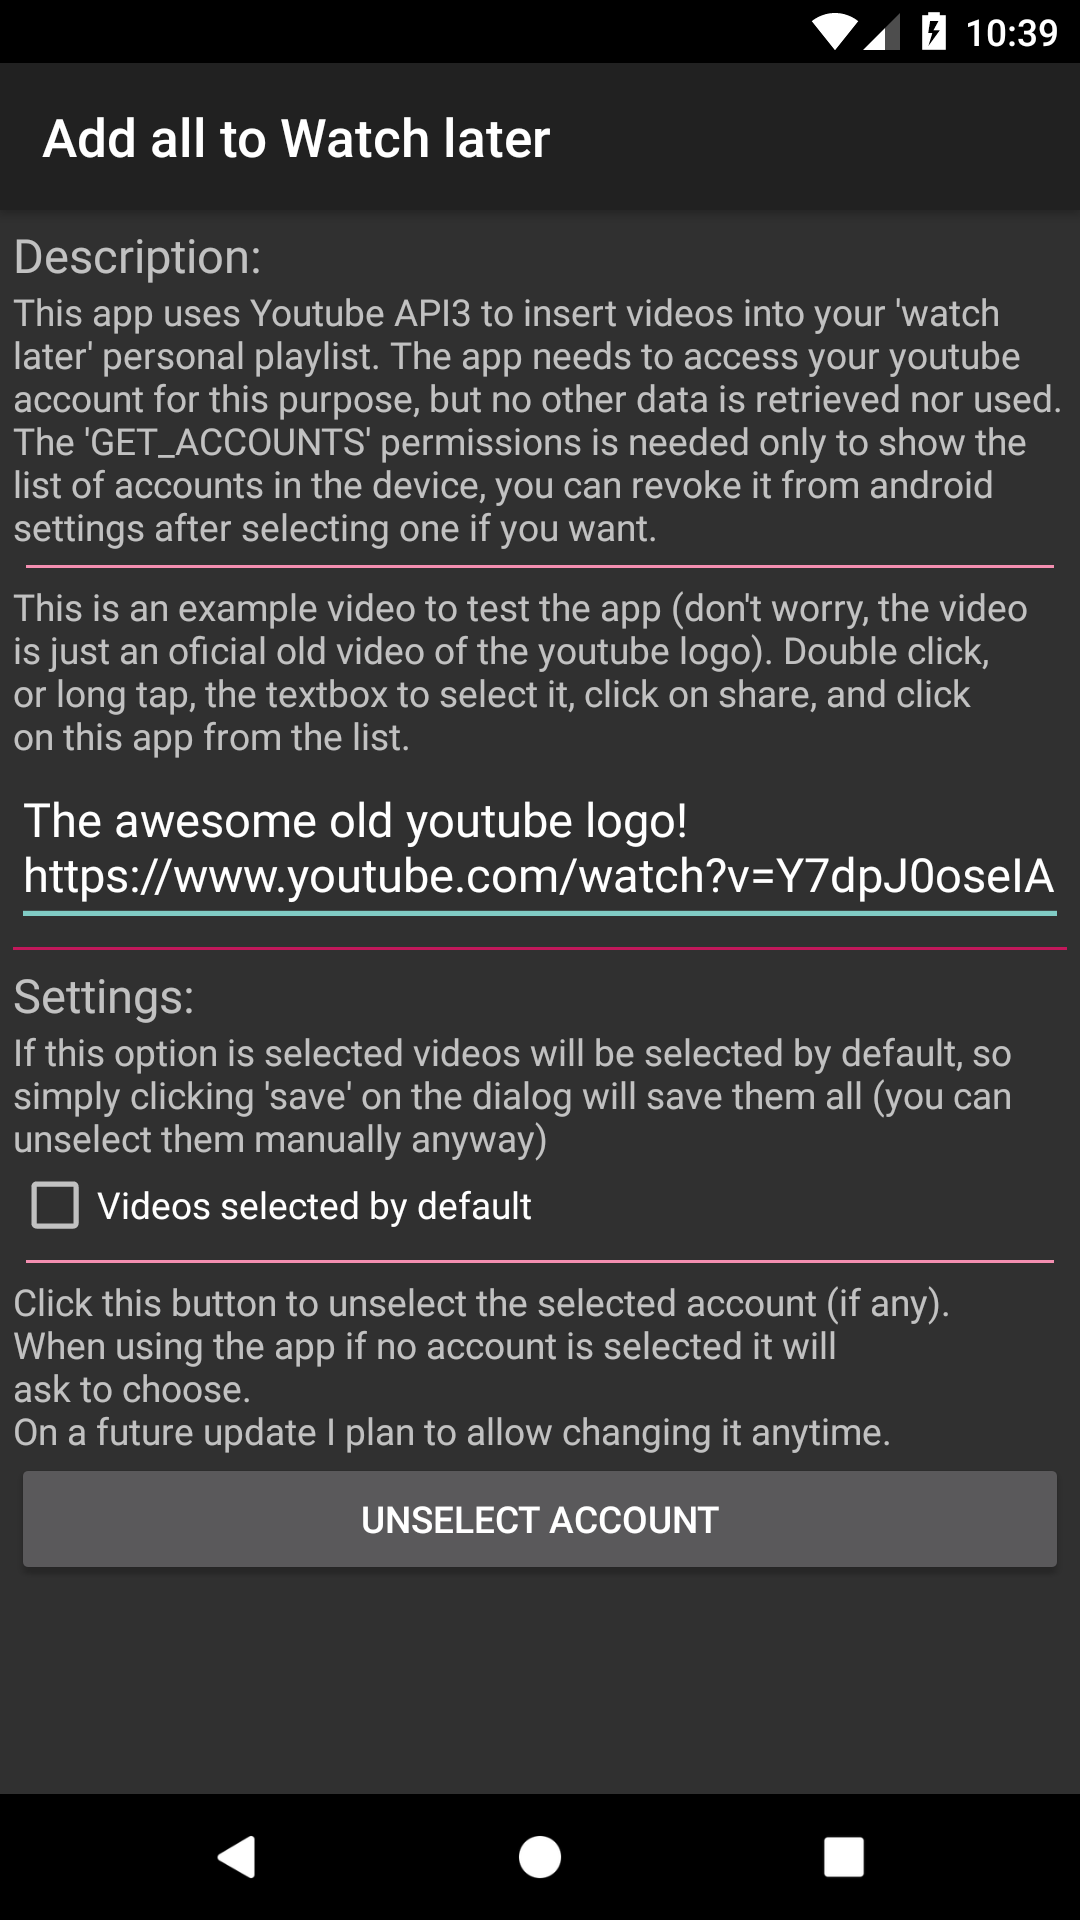 10:39
Add all to Watch later
Description:
This app uses Youtube API3 to insert videos into your 'watch
later' personal playlist. The app needs to access your youtube
account for this purpose, but no other data is retrieved nor used.
The 'GET_ACCOUNTS' permissions is needed only to show the
list of accounts in the device, you can revoke it from android
settings after selecting one if you want.
This is an example video to test the app (don't worry, the video
is just an oficial old video of the youtube logo). Double click,
or long tap, the textbox to select it, click on share, and click
on this app from the list.
The awesome old youtube logo!
https://www.youtube.com/watch?v=Y7dpJ0oseIA
Settings:
If this option is selected videos will be selected by default, so
simply clicking 'save' on the dialog will save them all (you can
unselect them manually anyway)
Videos selected by default
Click this button to unselect the selected account (if any).
When using the app if no account is selected it will
ask to choose.
On a future update I plan to allow changing it anytime.
UNSELECT ACCOUNT